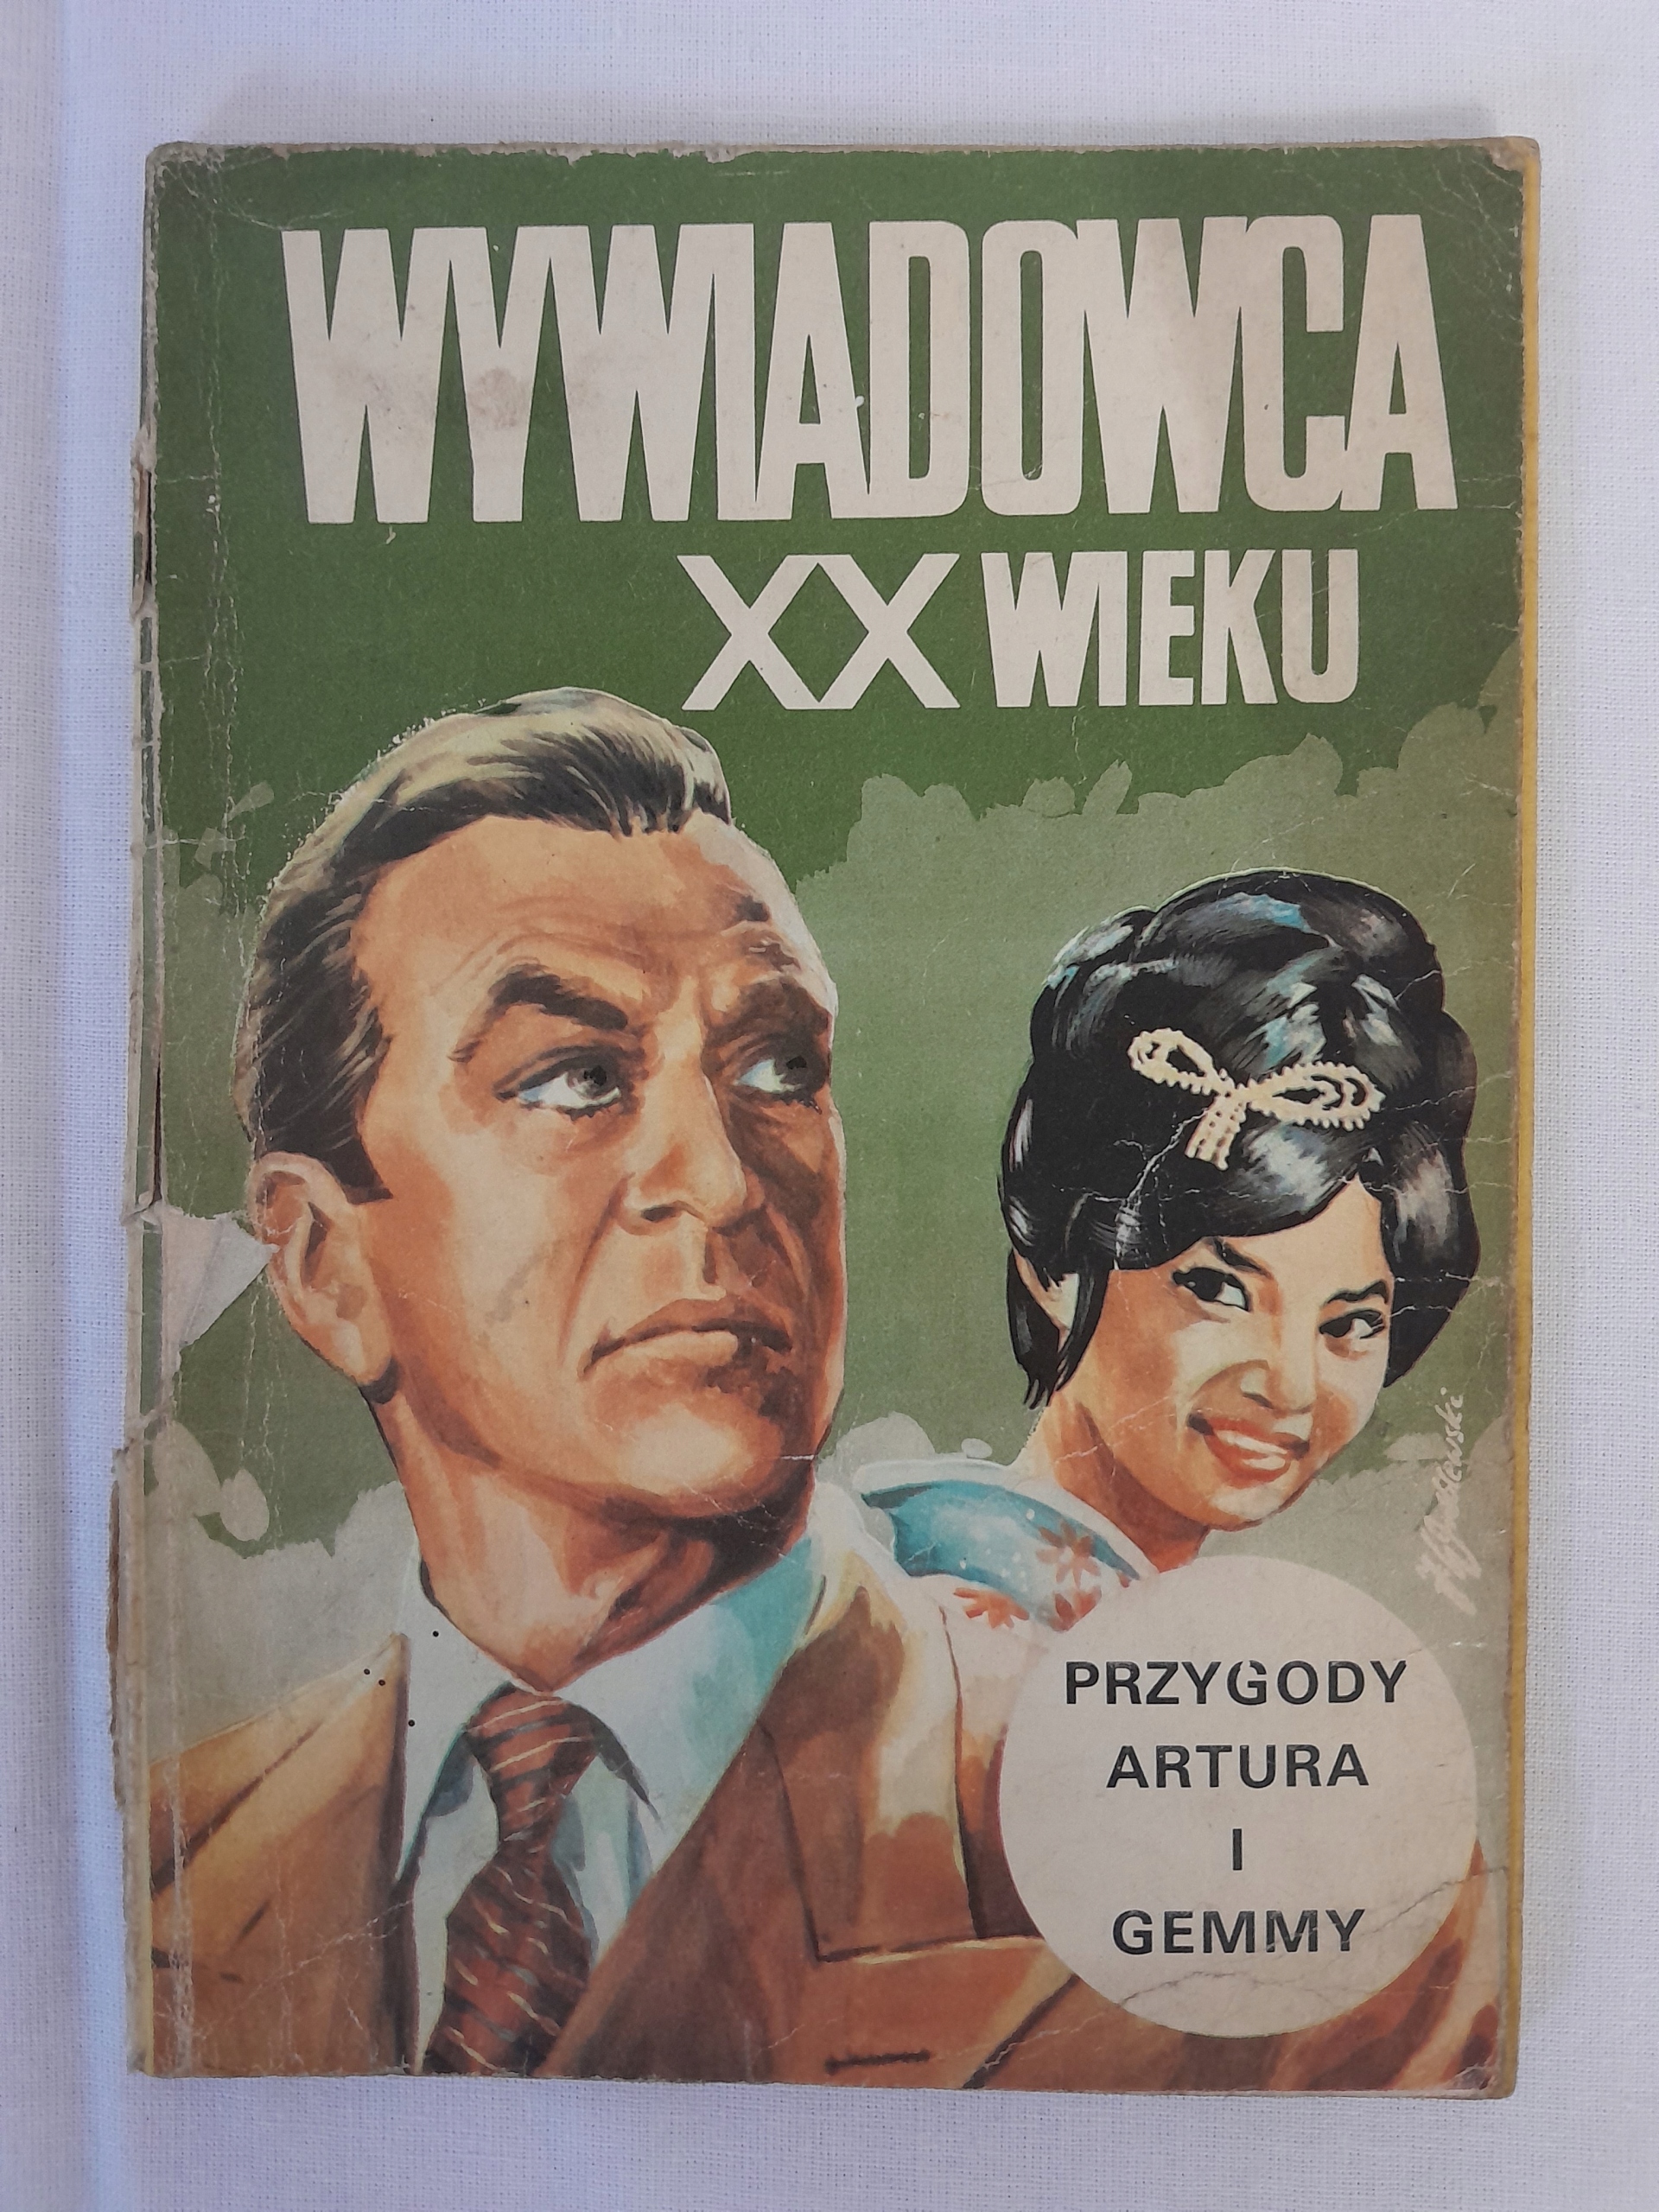 WYWIADOWCA
XX WIEKU
PRZYGODY
ARTURA
I
GEMMY